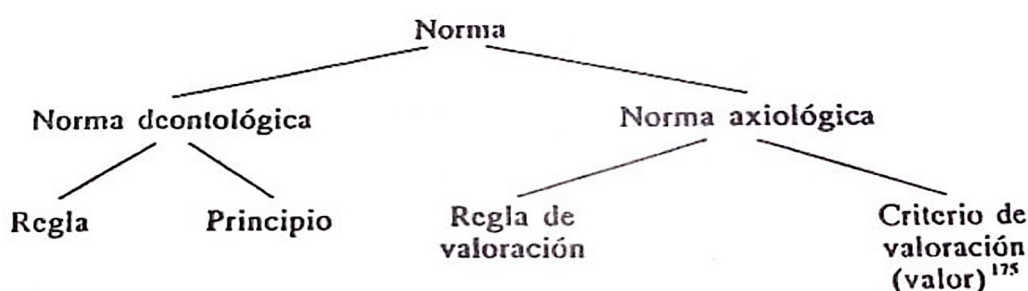 Norma
Norma deontológica
Norma axiológica
Regla
Principio
Regla de
valoración
Criterio de
valoración
(valor) 175